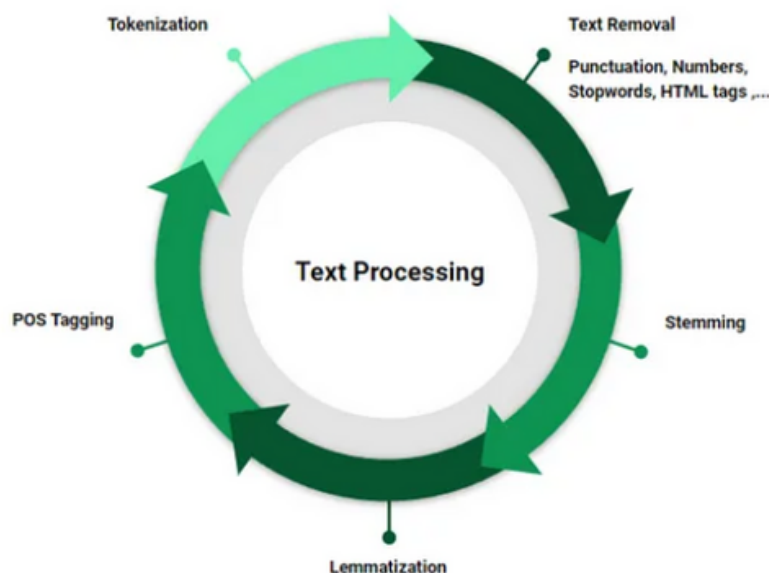 Tokenization
Text Removal
Punctuation, Numbers,
Stopwords, HTML tags ,...
Text Processing
POS Tagging
Stemming
Lemmatization